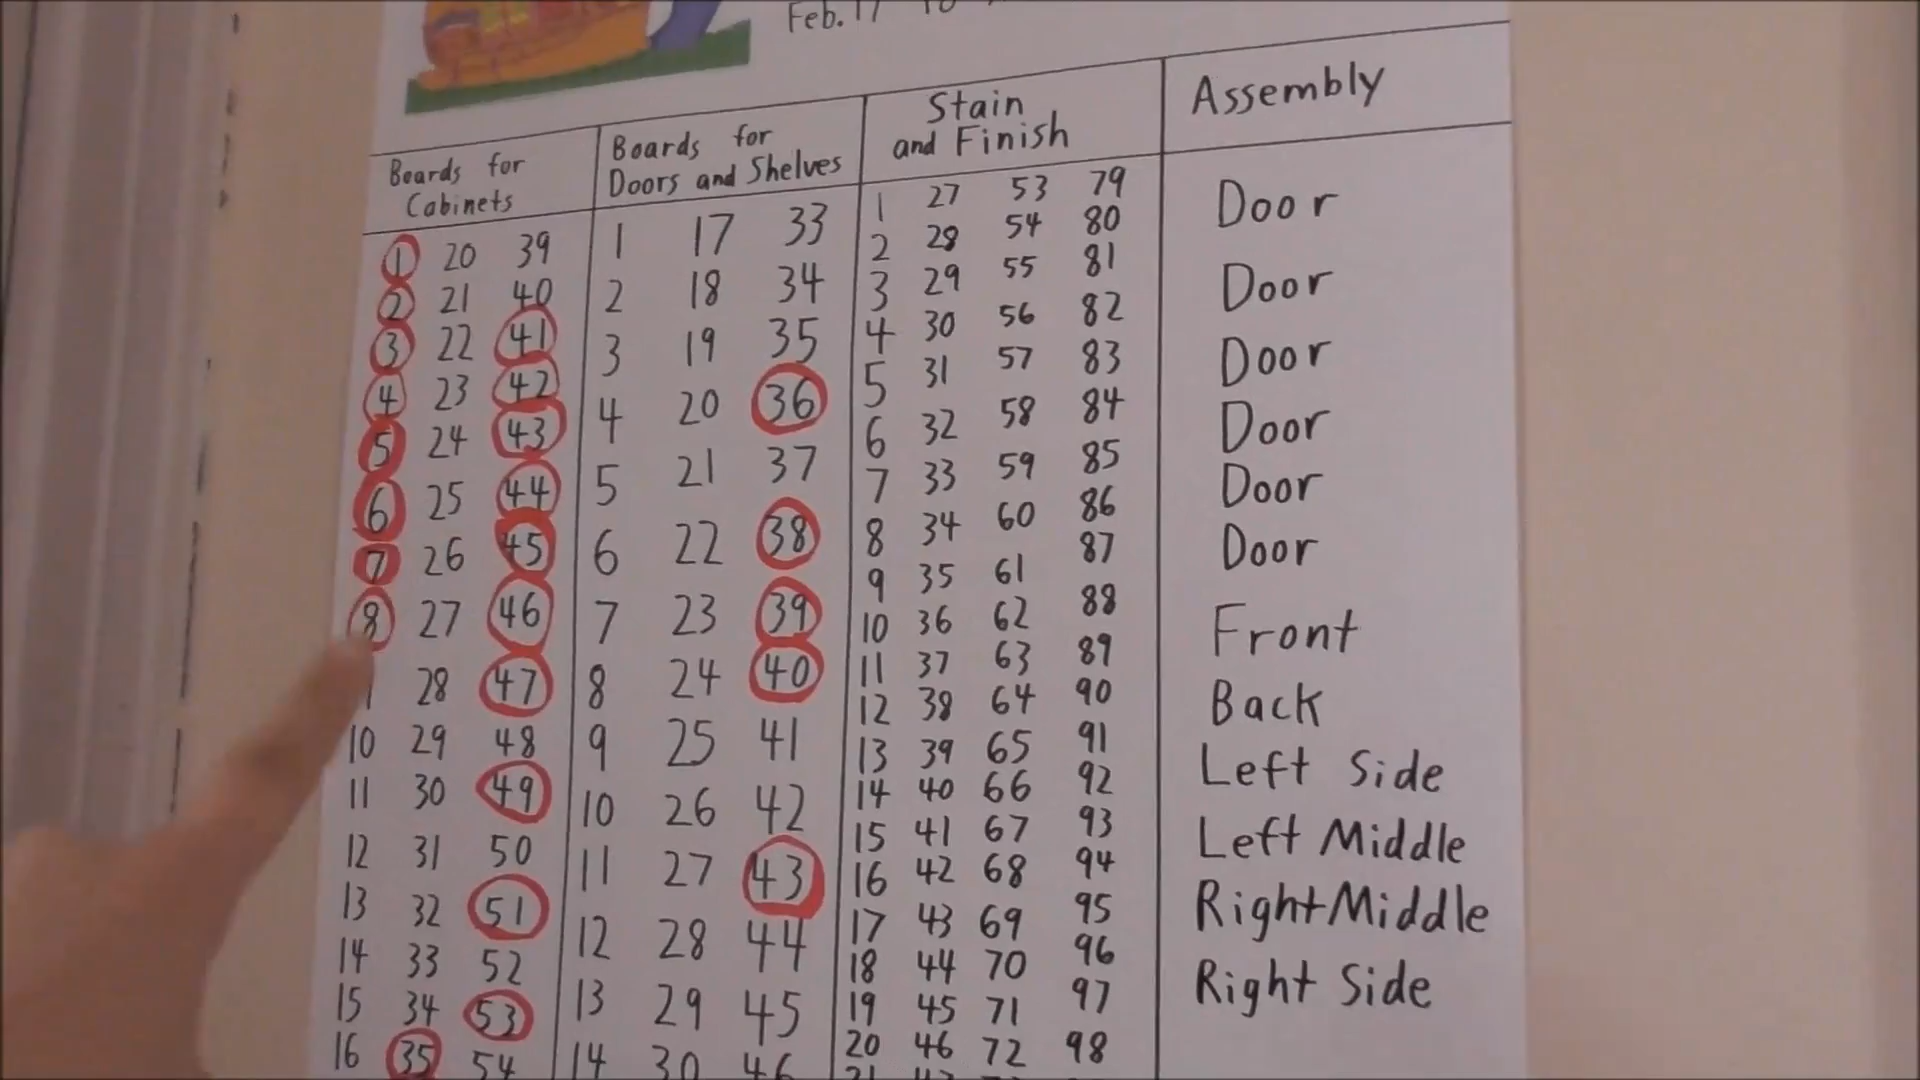 Feb. 17
Boards for Cabinets
Boards for Doors and Shelves
Stain and Finish
Assembly
1 20 39
2 21 40
3 22 41
4 23 42
5 24 43
6 25 44
7 26 45
8 27 46
28 47
10 29 48
11 30 49
12 31 50
13 32 51
14 33 52
15 34 53
16 35 54
1 17 33
2 18 34
3 19 35
4 20 36
5 21 37
6 22 38
7 23 39
8 24 40
9 25 41
10 26 42
11 27 43
12 28 44
13 29 45
14 30 46
1 27 53 79
2 28 54 80
3 29 55 81
4 30 56 82
5 31 57 83
6 32 58 84
7 33 59 85
8 34 60 86
9 35 61 87
10 36 62 88
11 37 63 89
12 38 64 90
13 39 65 91
14 40 66 92
15 41 67 93
16 42 68 94
17 43 69 95
18 44 70 96
19 45 71 97
20 46 72 98
Door
Door
Door
Door
Door
Door
Front
Back
Left Side
Left Middle
Right Middle
Right Side